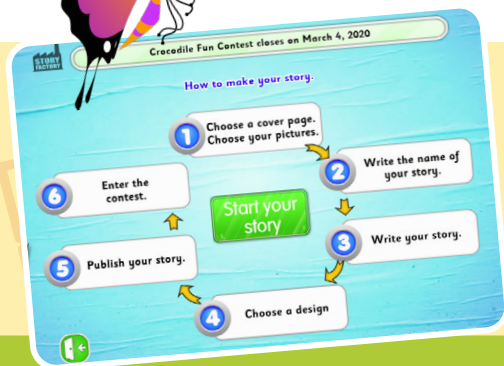 STORY
FACTORY
Crocodile Fun Contest closes on March 4, 2020
How to make your story.
1
Choose a cover page.
Choose your pictures.
2
Write the name of
your story.
3
Write your story.
4
Choose a design
5
Publish your story.
6
Enter the
contest.
Start your
story